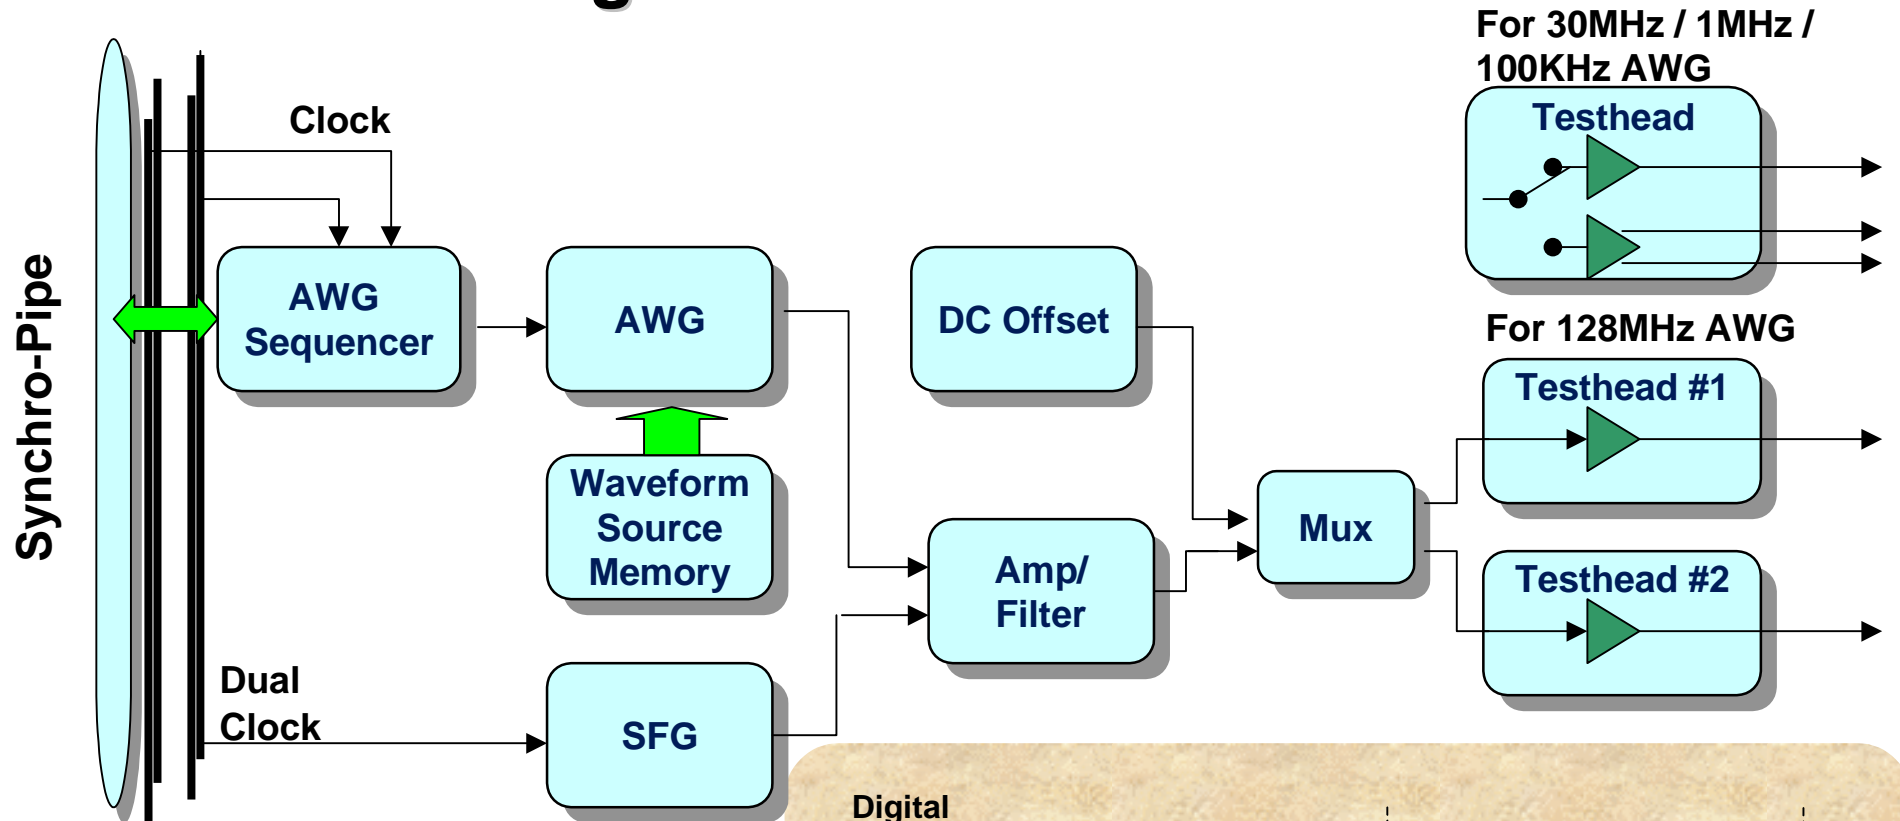 For 30MHz / 1MHz /
100KHz AWG
Testhead
Clock
Synchro-Pipe
AWG
Sequencer
AWG
DC Offset
For 128MHz AWG
Testhead #1
Waveform
Source
Memory
Mux
Amp/
Filter
Testhead #2
Dual
Clock
SFG
Digital